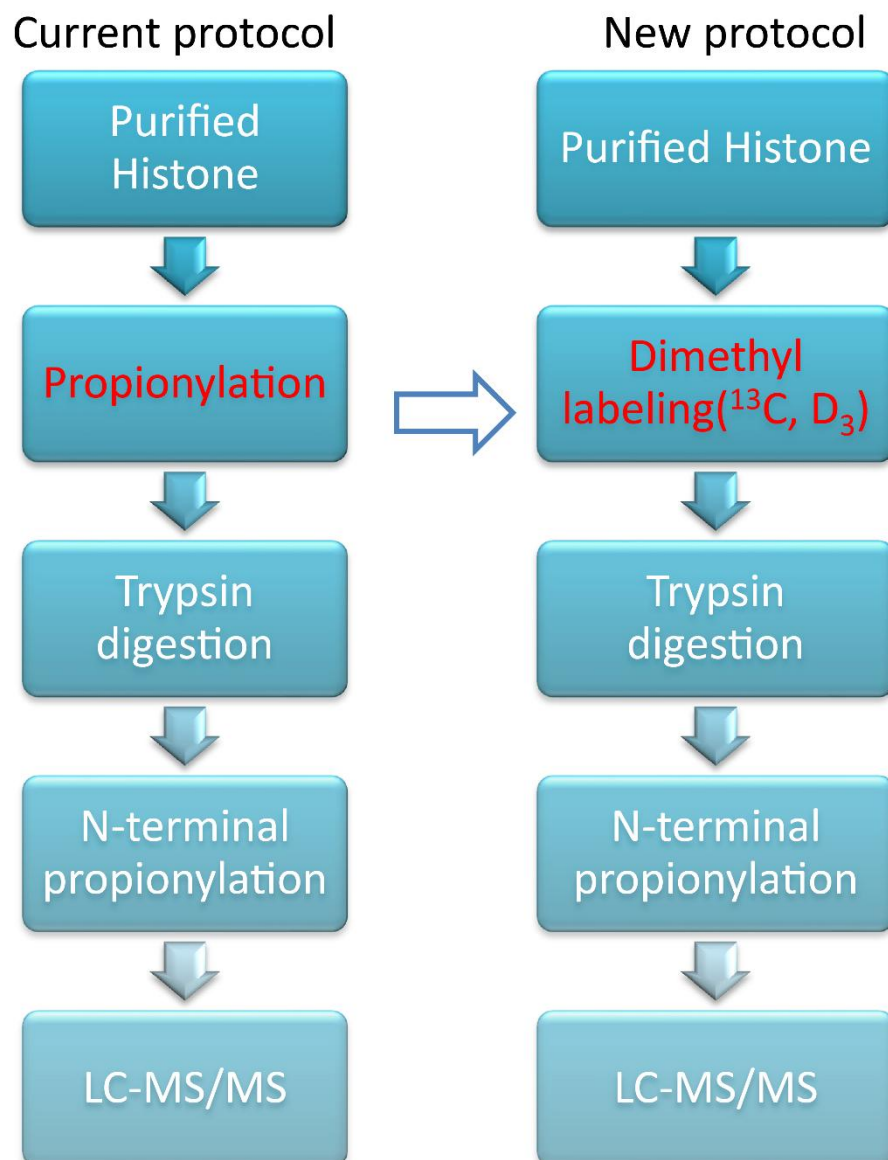 Current protocol
Purified
Histone
Propionylation
Trypsin
digestion
N-terminal
propionylation
LC-MS/MS
New protocol
Purified Histone
Dimethyl
labeling(¹³C, D₃)
Trypsin
digestion
N-terminal
propionylation
LC-MS/MS